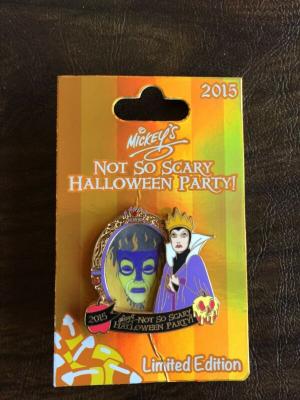 2015
MICKEY'S
NOT SO SCARY
HALLOWEEN PARTY!
2015
NOT-SO-SCARY
HALLOWEEN PARTY!
Limited Edition